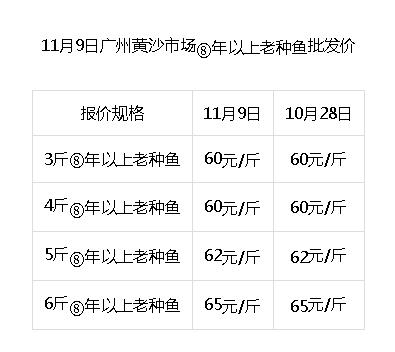 11月9日广州黄沙市场⑧年以上老种鱼批发价
报价规格 11月9日 10月28日
3斤⑧年以上老种鱼 60元/斤 60元/斤
4斤⑧年以上老种鱼 60元/斤 60元/斤
5斤⑧年以上老种鱼 62元/斤 62元/斤
6斤⑧年以上老种鱼 65元/斤 65元/斤